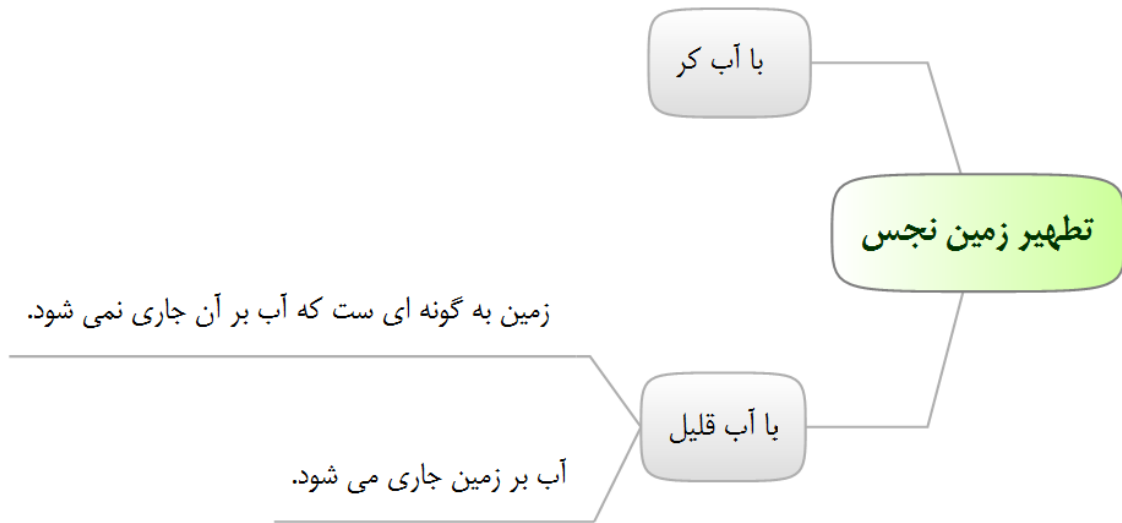 تطهیر زمین نجس
با آب کر
با آب قلیل
زمین به گونه ای ست که آب بر آن جاری نمی شود.
آب بر زمین جاری می شود.